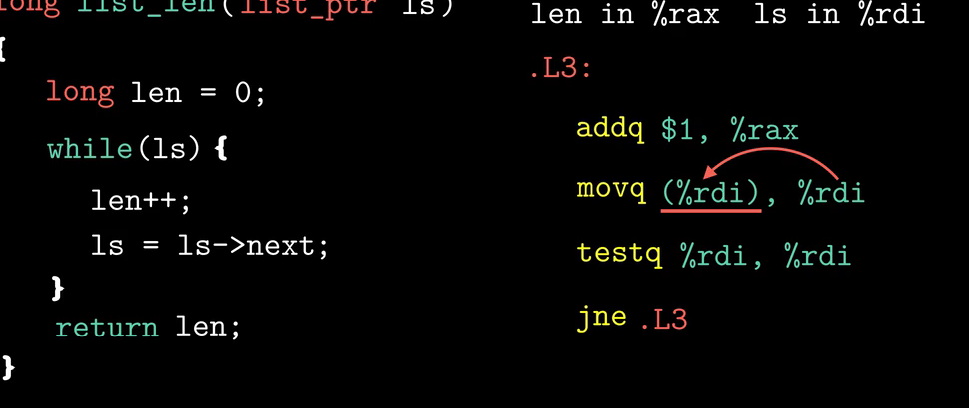 long list_len(list_ptr ls)
{
long len = 0;
while(ls) {
len++;
ls = ls->next;
}
return len;
}
len in %rax ls in %rdi
.L3:
addq $1, %rax
movq (%rdi), %rdi
testq %rdi, %rdi
jne .L3